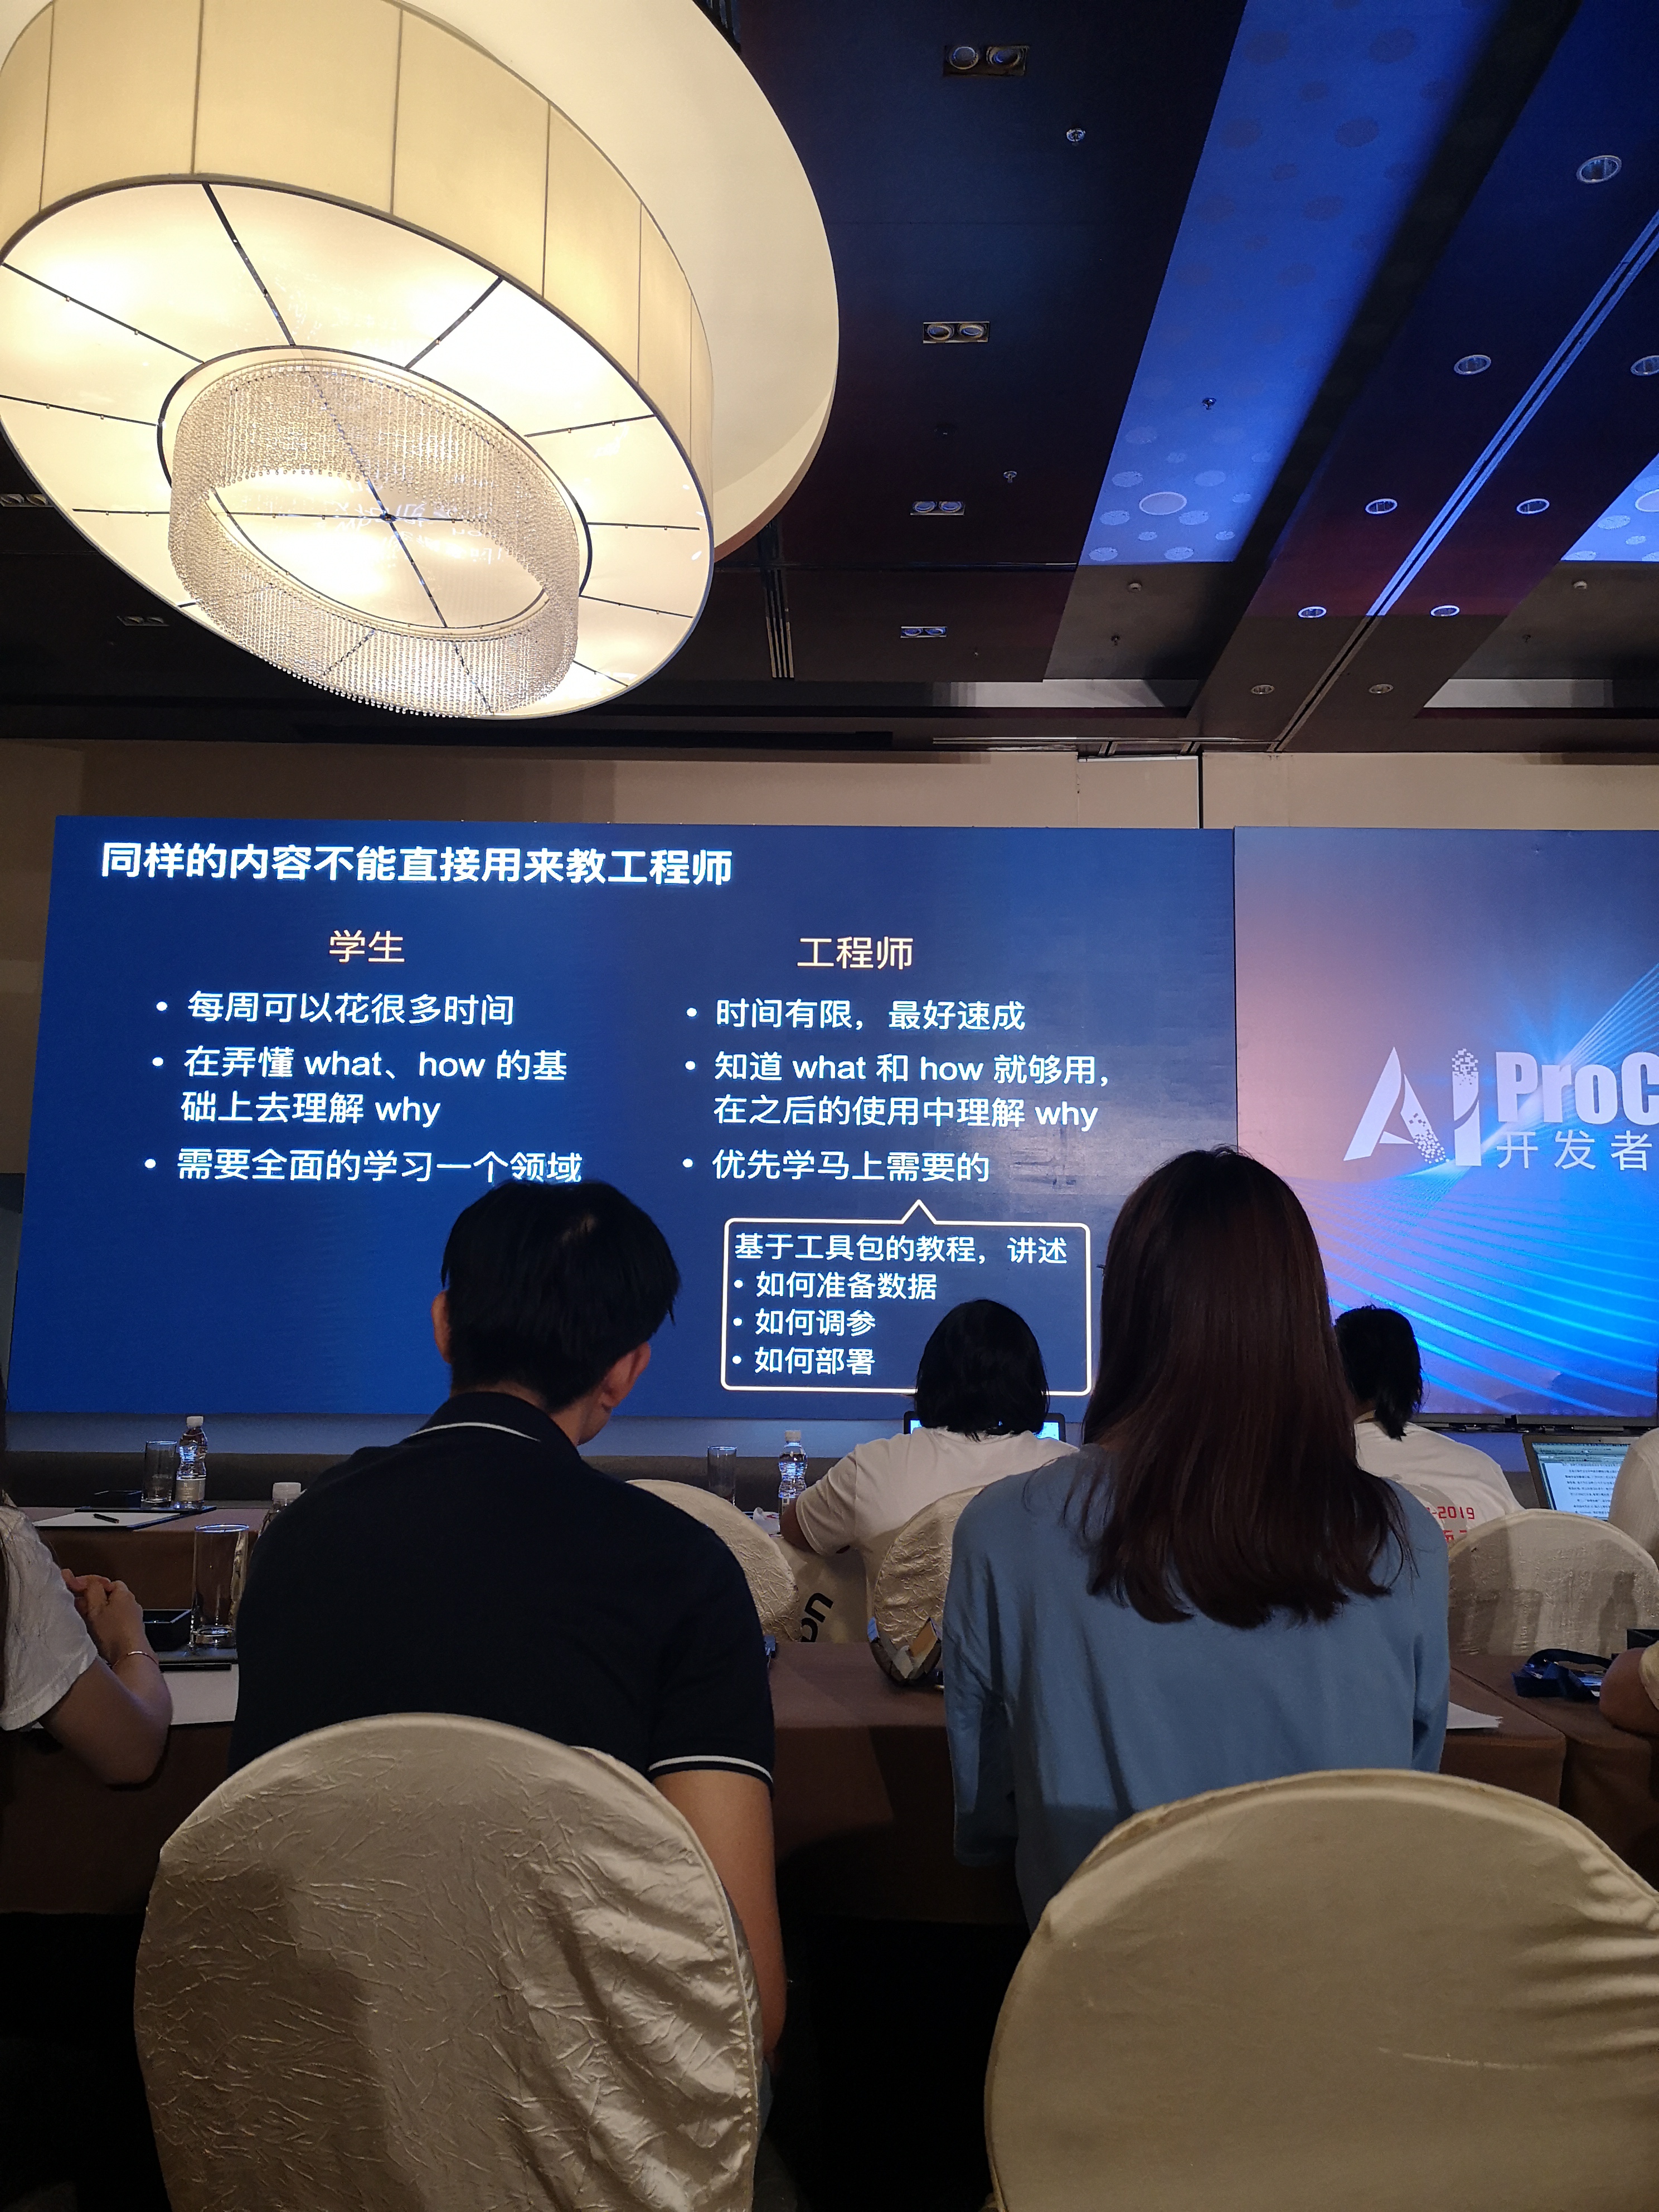 同样的内容不能直接用来教工程师
学生
• 每周可以花很多时间
• 在弄懂 what、how 的基
础上去理解 why
• 需要全面的学习一个领域
工程师
• 时间有限，最好速成
• 知道 what 和 how 就够用，
在之后的使用中理解 why
• 优先学马上需要的
基于工具包的教程，讲述
• 如何准备数据
• 如何调参
• 如何部署
AI ProC
开发者
-2019
on